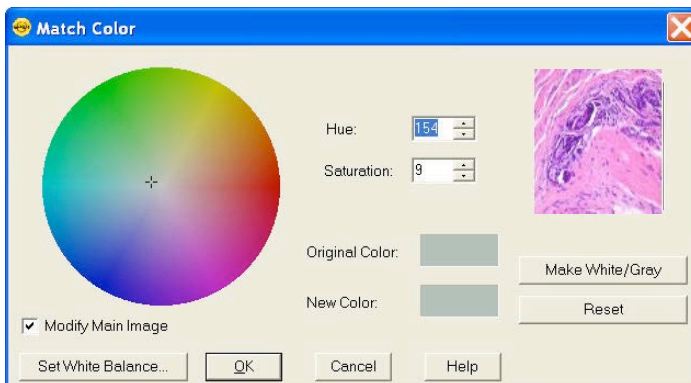 Match Color
Hue: 154
Saturation: 9
Original Color:
New Color:
Make White/Gray
Reset
Modify Main Image
Set White Balance... OK Cancel Help